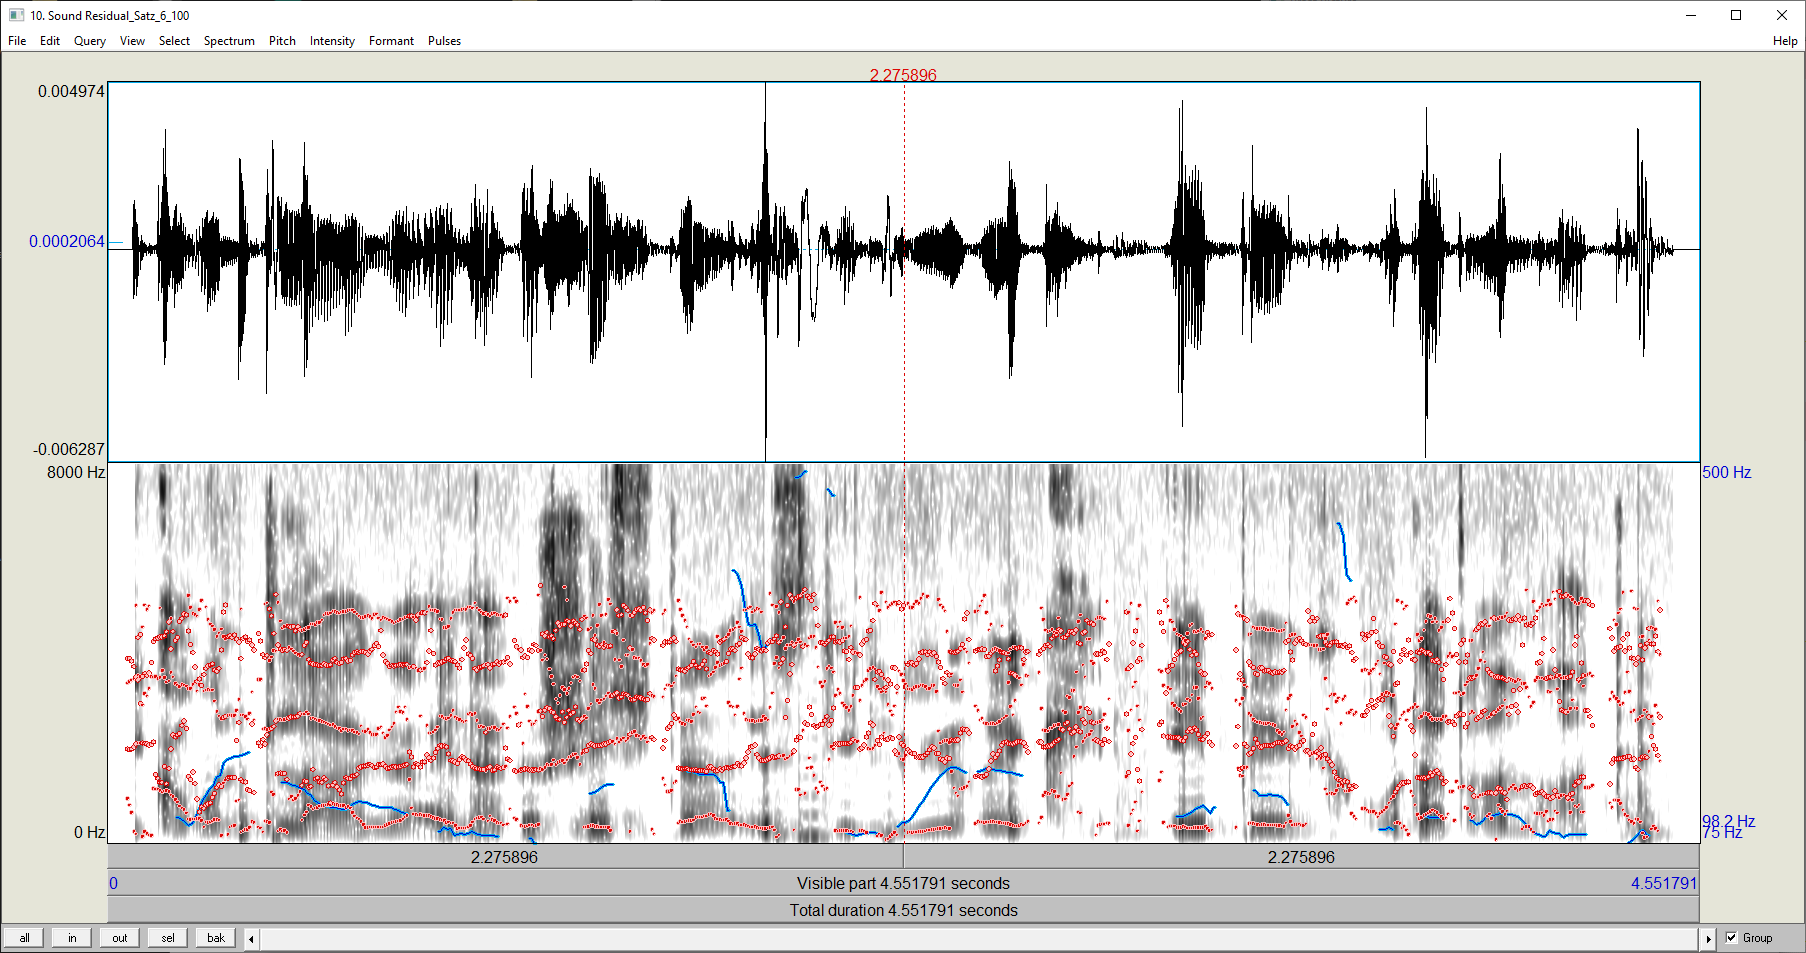 10. Sound Residual_Satz_6_100
File Edit Query View Select Spectrum Pitch Intensity Formant Pulses Help
2.275896
0.004974
0.0002064
-0.006287
8000 Hz 500 Hz
98.2 Hz
0 Hz 75 Hz
2.275896 2.275896
0 Visible part 4.551791 seconds 4.551791
Total duration 4.551791 seconds
all in out sel bak Group